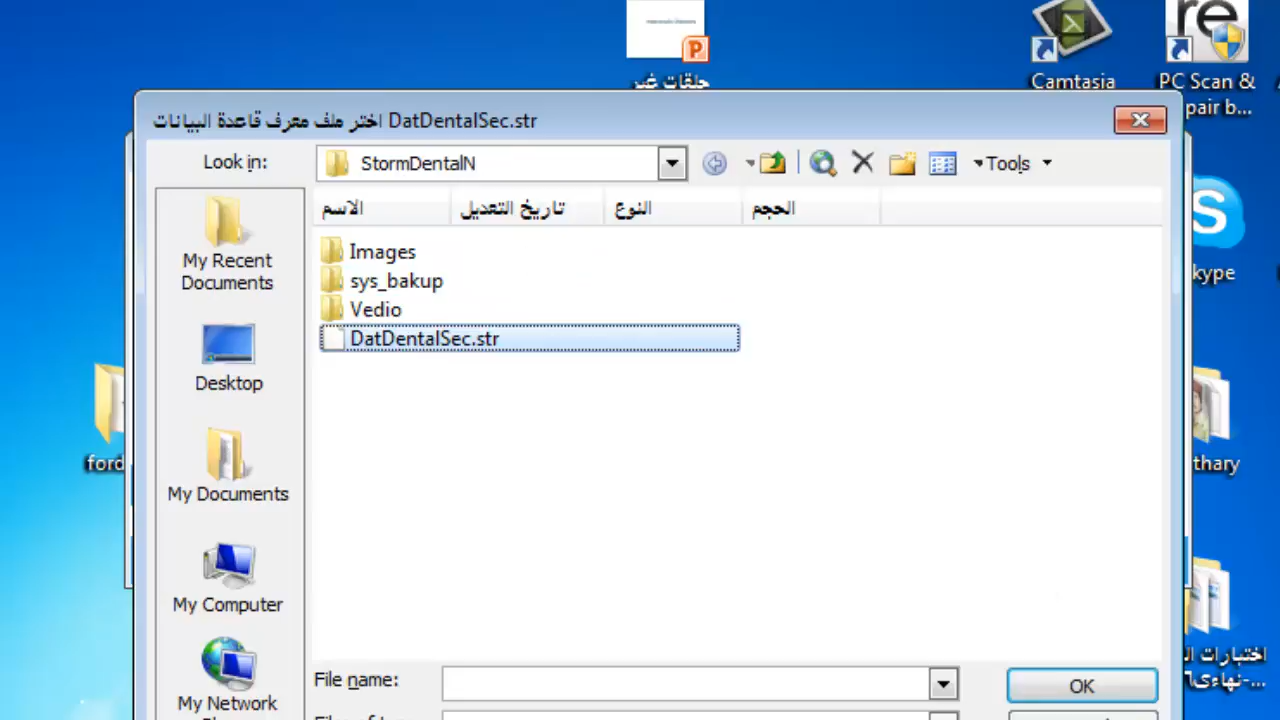 حلقات غير
Camtasia
PC Scan &
pair b...
اختر ملف معرف قاعدة البيانات DatDentalSec.str
Look in:
StormDentalN
Tools
الاسم
تاريخ التعديل
النوع
الحجم
My Recent
Documents
Desktop
My Documents
My Computer
My Network
Images
sys_bakup
Vedio
DatDentalSec.str
File name:
OK
ford
kype
thary
اختبارات